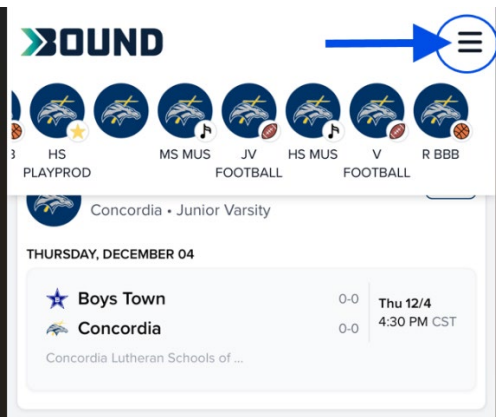 BOUND
B
HS
PLAYPROD
MS MUS
JV
FOOTBALL
HS MUS
V
FOOTBALL
R BBB
Concordia • Junior Varsity
THURSDAY, DECEMBER 04
Boys Town
0-0
Thu 12/4
Concordia
0-0
4:30 PM CST
Concordia Lutheran Schools of ...